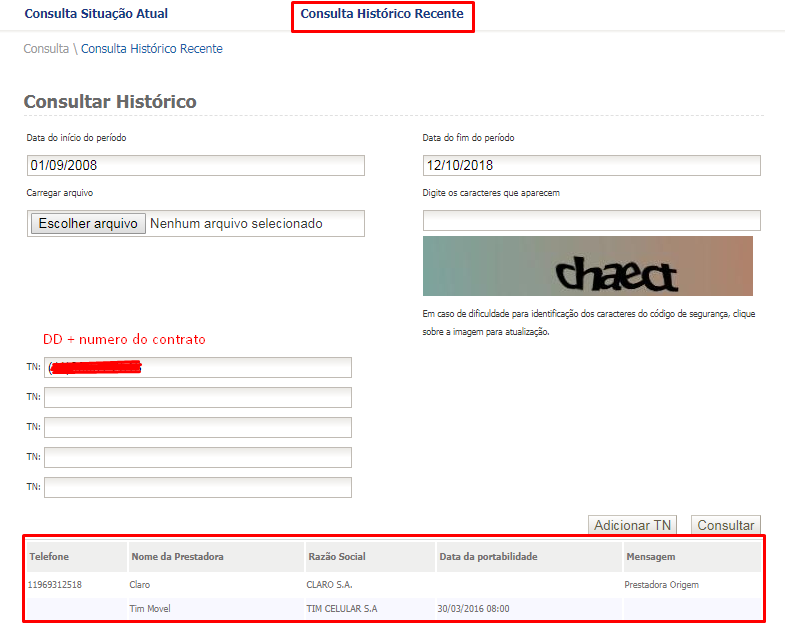 Consulta Situação Atual Consulta Histórico Recente
Consulta \ Consulta Histórico Recente
Consultar Histórico
Data do início do período Data do fim do período
01/09/2008 12/10/2018
Carregar arquivo Digite os caracteres que aparecem
Escolher arquivo Nenhum arquivo selecionado
chaect
Em caso de dificuldade para identificação dos caracteres do código de segurança, clique
sobre a imagem para atualização.
DD + numero do contrato
TN:
TN:
TN:
TN:
TN:
Adicionar TN Consultar
Telefone Nome da Prestadora Razão Social Data da portabilidade Mensagem
11969312518 Claro CLARO S.A. Prestadora Origem
Tim Movel TIM CELULAR S.A 30/03/2016 08:00